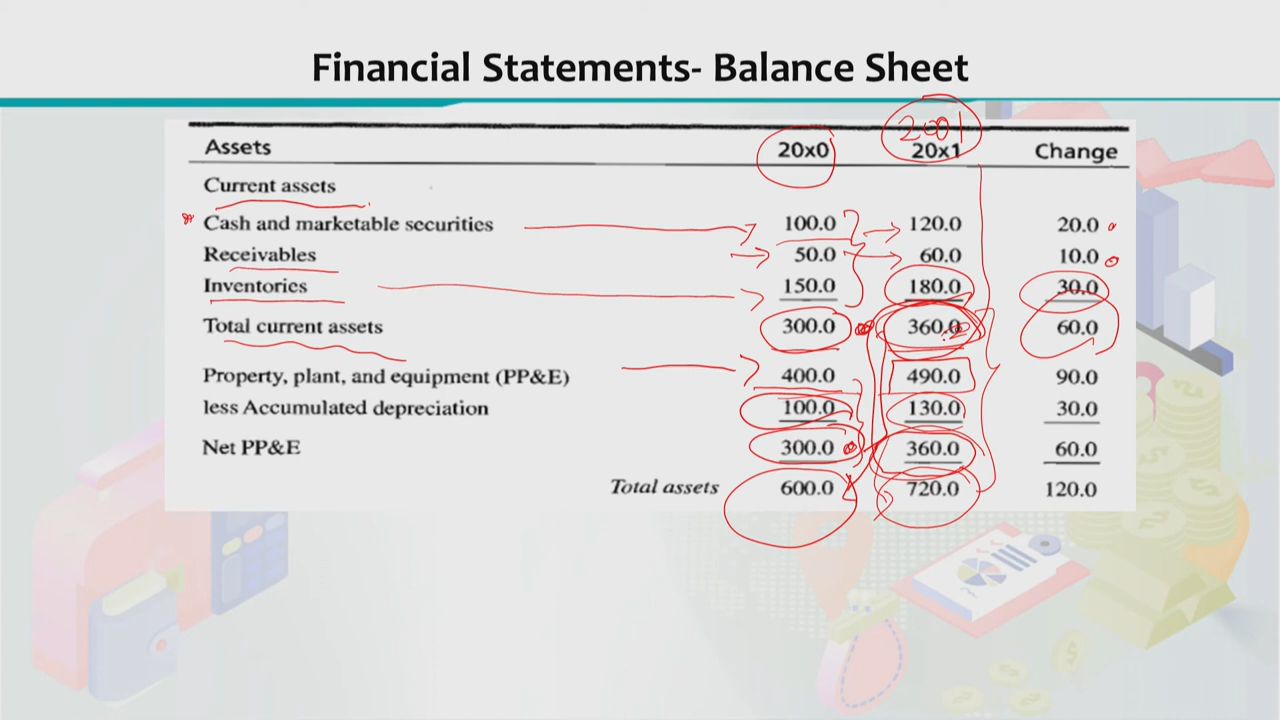 Financial Statements- Balance Sheet
2001
Assets 20x0 20x1 Change
Current assets
Cash and marketable securities 100.0 120.0 20.0
Receivables 50.0 60.0 10.0
Inventories 150.0 180.0 30.0
Total current assets 300.0 360.0 60.0
Property, plant, and equipment (PP&E) 400.0 490.0 90.0
less Accumulated depreciation 100.0 130.0 30.0
Net PP&E 300.0 360.0 60.0
Total assets 600.0 720.0 120.0